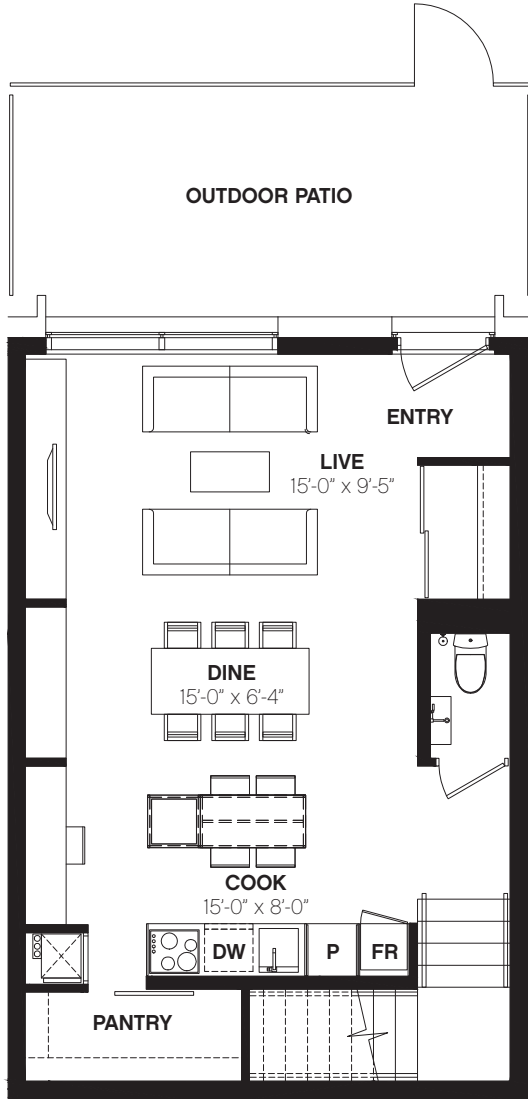 OUTDOOR PATIO
ENTRY
LIVE
15'-0" x 9'-5"
DINE
15'-0" x 6'-4"
COOK
15'-0" x 8'-0"
DW
P
FR
PANTRY